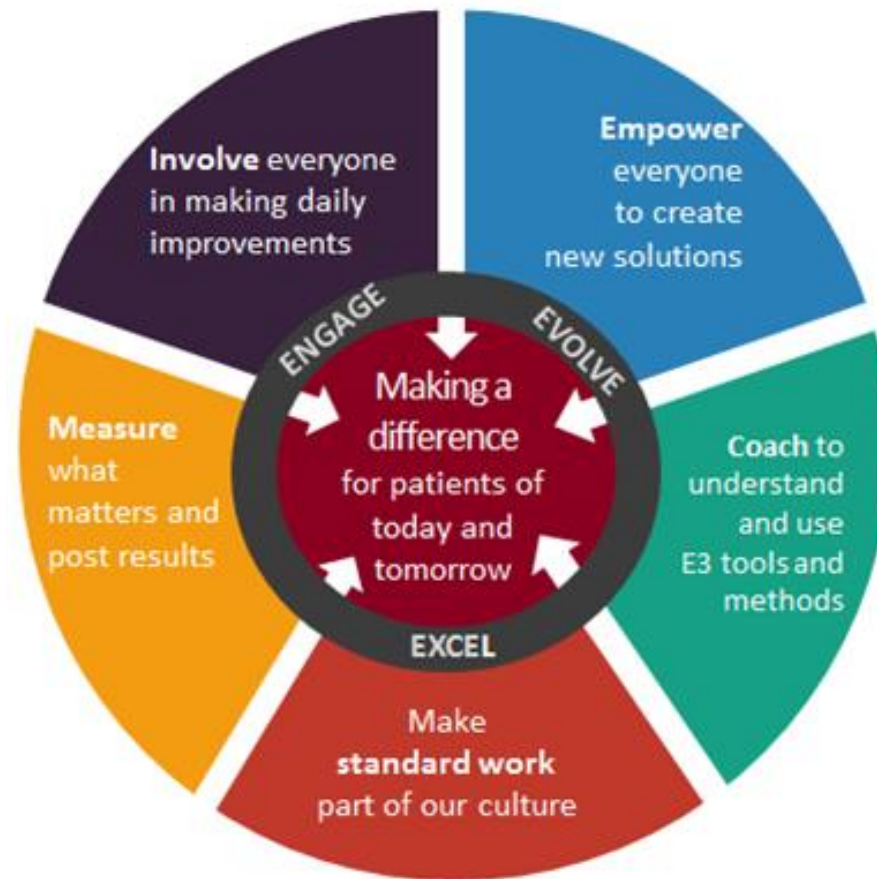 Involve everyone
in making daily
improvements
Empower
everyone
to create
new solutions
ENGAGE
EVOLVE
Making a
difference
for patients of
today and
tomorrow
Measure
what
matters and
post results
Coach to
understand
and use
E3 tools and
methods
EXCEL
Make
standard work
part of our culture